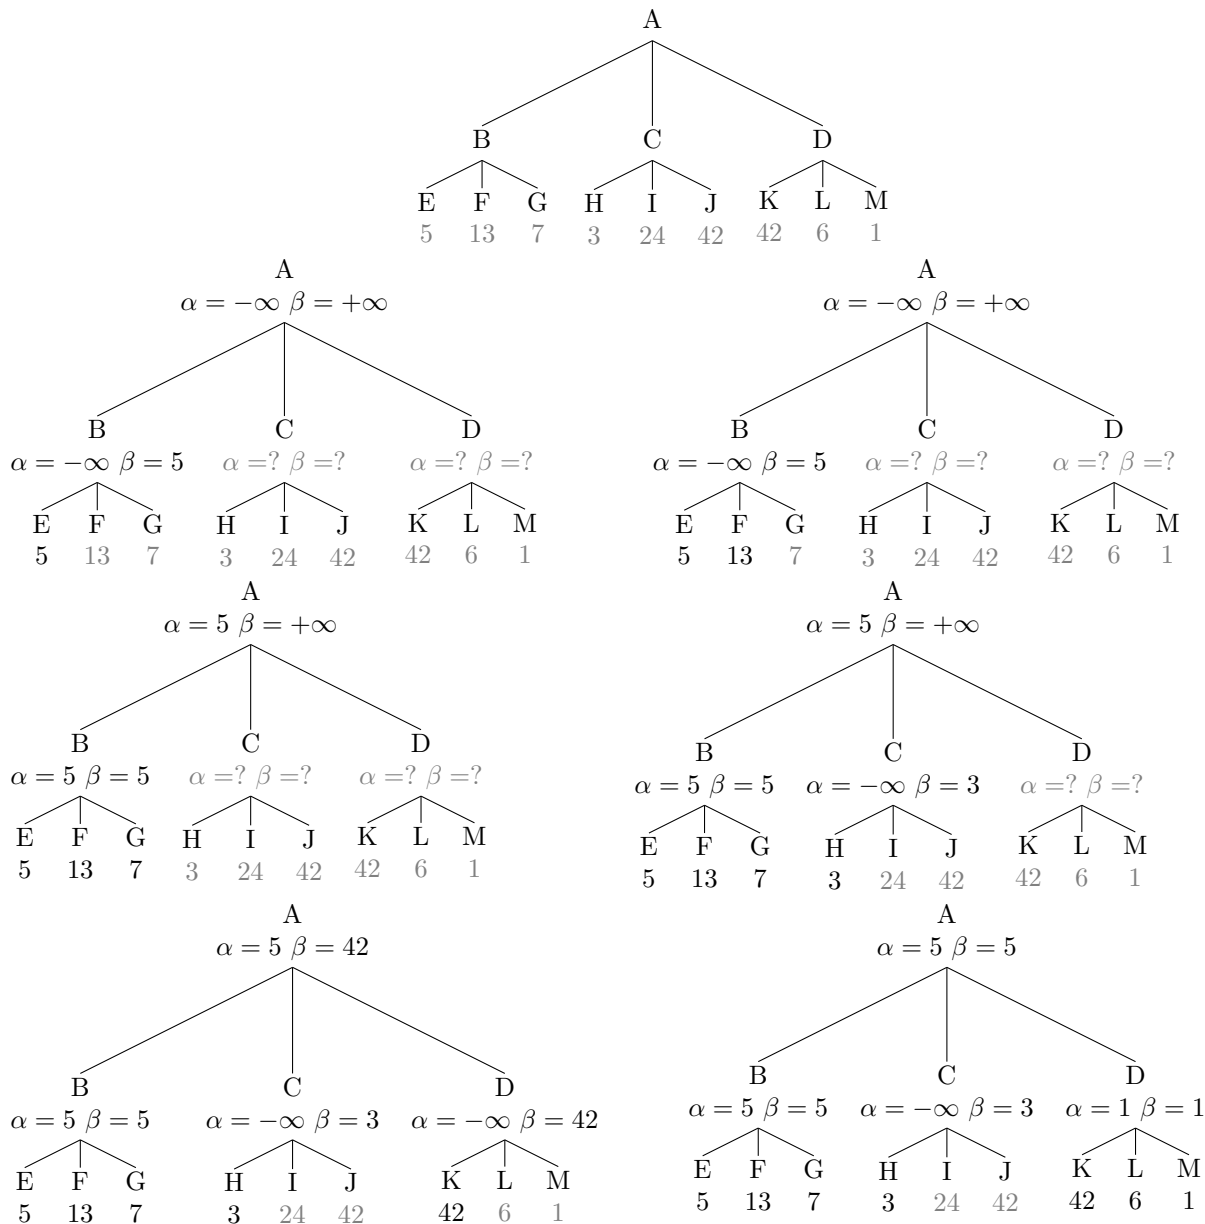 A
B C D
E F G H I J K L M
5 13 7 3 24 42 42 6 1
A
α = −∞ β = +∞
B C D
α = −∞ β = 5 α =? β =? α =? β =?
E F G H I J K L M
5 13 7 3 24 42 42 6 1
A
α = −∞ β = +∞
B C D
α = −∞ β = 5 α =? β =? α =? β =?
E F G H I J K L M
5 13 7 3 24 42 42 6 1
A
α = 5 β = +∞
B C D
α = 5 β = 5 α =? β =? α =? β =?
E F G H I J K L M
5 13 7 3 24 42 42 6 1
A
α = 5 β = +∞
B C D
α = 5 β = 5 α = −∞ β = 3 α =? β =?
E F G H I J K L M
5 13 7 3 24 42 42 6 1
A
α = 5 β = 42
B C D
α = 5 β = 5 α = −∞ β = 3 α = −∞ β = 42
E F G H I J K L M
5 13 7 3 24 42 42 6 1
A
α = 5 β = 5
B C D
α = 5 β = 5 α = −∞ β = 3 α = 1 β = 1
E F G H I J K L M
5 13 7 3 24 42 42 6 1